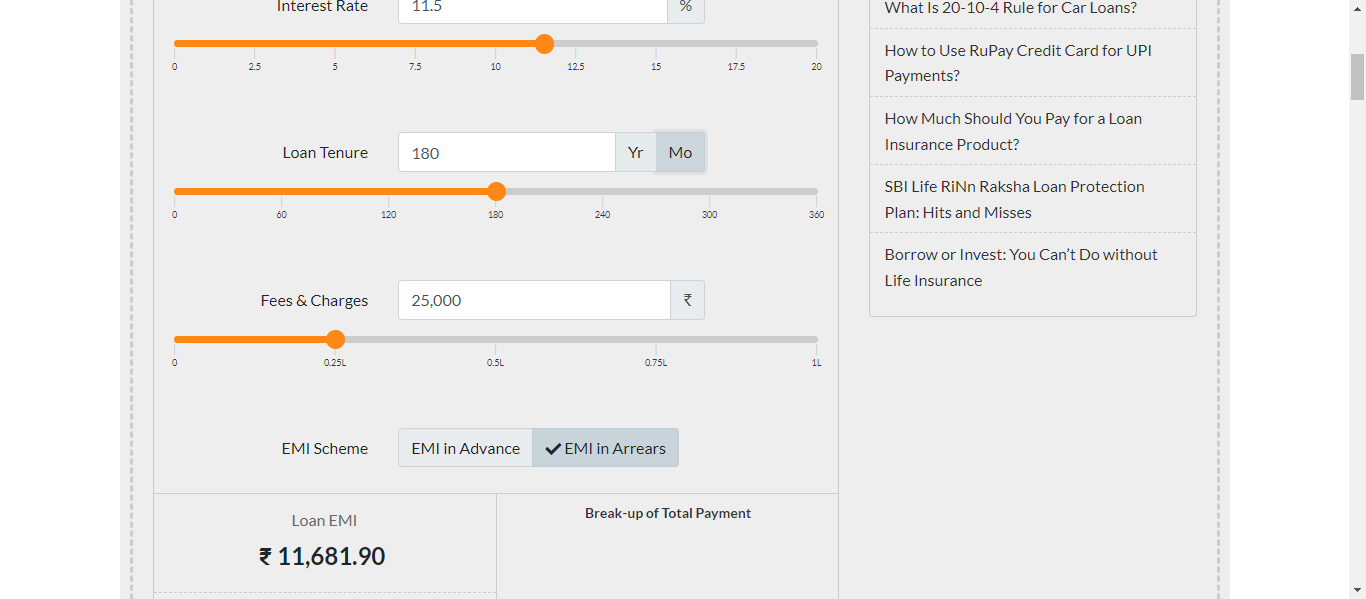 Interest Rate
11.5
%
0 2.5 5 7.5 10 12.5 15 17.5 20
Loan Tenure
180
Yr
Mo
0 60 120 180 240 300 360
Fees & Charges
25,000
₹
0 0.25L 0.5L 0.75L 1L
EMI Scheme
EMI in Advance
EMI in Arrears
Loan EMI
₹ 11,681.90
Break-up of Total Payment
What Is 20-10-4 Rule for Car Loans?
How to Use RuPay Credit Card for UPI
Payments?
How Much Should You Pay for a Loan
Insurance Product?
SBI Life RiNn Raksha Loan Protection
Plan: Hits and Misses
Borrow or Invest: You Can’t Do without
Life Insurance